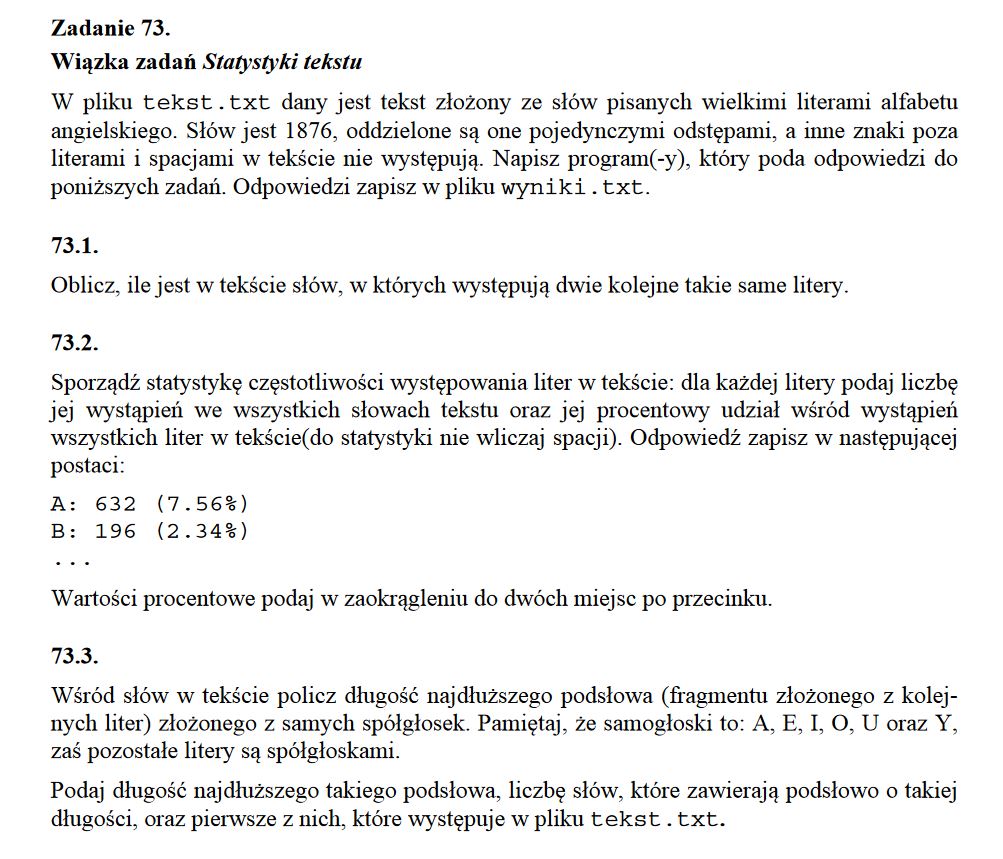 Zadanie 73.
Wiązka zadań Statystyki tekstu
W pliku tekst.txt dany jest tekst złożony ze słów pisanych wielkimi literami alfabetu
angielskiego. Słów jest 1876, oddzielone są one pojedynczymi odstępami, a inne znaki poza
literami i spacjami w tekście nie występują. Napisz program(-y), który poda odpowiedzi do
poniższych zadań. Odpowiedzi zapisz w pliku wyniki.txt.
73.1.
Oblicz, ile jest w tekście słów, w których występują dwie kolejne takie same litery.
73.2.
Sporządź statystykę częstotliwości występowania liter w tekście: dla każdej litery podaj liczbę
jej wystąpień we wszystkich słowach tekstu oraz jej procentowy udział wśród wystąpień
wszystkich liter w tekście(do statystyki nie wliczaj spacji). Odpowiedź zapisz w następującej
postaci:
A: 632 (7.56%)
B: 196 (2.34%)
...
Wartości procentowe podaj w zaokrągleniu do dwóch miejsc po przecinku.
73.3.
Wśród słów w tekście policz długość najdłuższego podsłowa (fragmentu złożonego z kolej-
nych liter) złożonego z samych spółgłosek. Pamiętaj, że samogłoski to: A, E, I, O, U oraz Y,
zaś pozostałe litery są spółgłoskami.
Podaj długość najdłuższego takiego podsłowa, liczbę słów, które zawierają podsłowo o takiej
długości, oraz pierwsze z nich, które występuje w pliku tekst.txt.